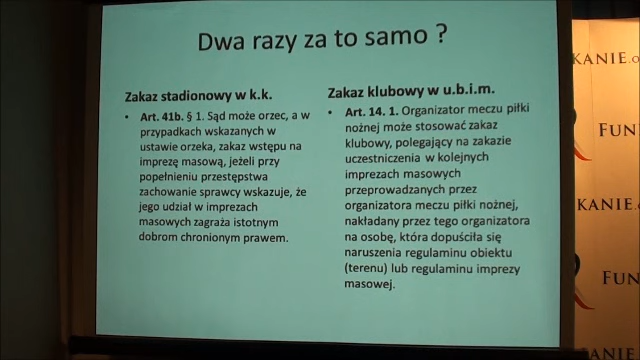 Dwa razy za to samo ?
Zakaz stadionowy w k.k.
• Art. 41b. § 1. Sąd może orzec, a w
przypadkach wskazanych w
ustawie orzeka, zakaz wstępu na
imprezę masową, jeżeli przy
popełnieniu przestępstwa
zachowanie sprawcy wskazuje, że
jego udział w imprezach
masowych zagraża istotnym
dobrom chronionym prawem.
Zakaz klubowy w u.b.i.m.
• Art. 14. 1. Organizator meczu piłki
nożnej może stosować zakaz
klubowy, polegający na zakazie
uczestniczenia w kolejnych
imprezach masowych
przeprowadzanych przez
organizatora meczu piłki nożnej,
nakładany przez tego organizatora
na osobę, która dopuściła się
naruszenia regulaminu obiektu
(terenu) lub regulaminu imprezy
masowej.
KANIE.O
FUN
KANIE.
FUN
KANIE